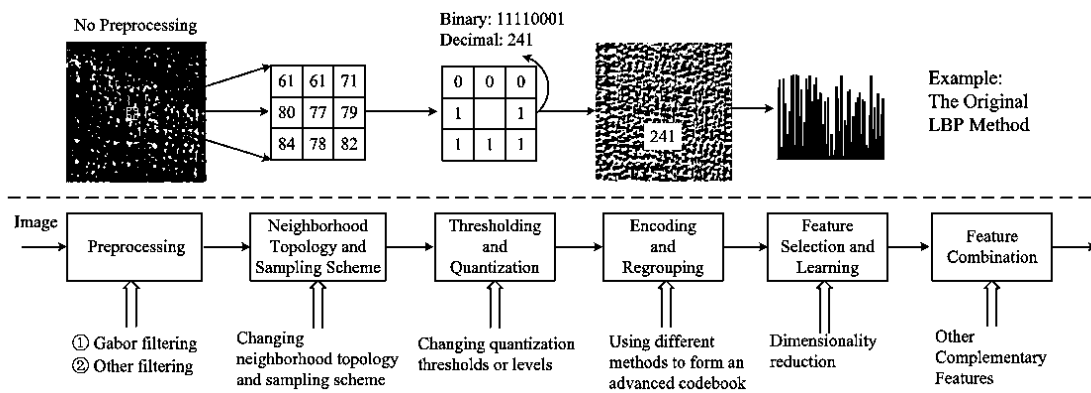 No Preprocessing
Binary: 11110001
Decimal: 241
61 61 71
80 77 79
84 78 82
0 0 0
1 1
1 1 1
241
Example:
The Original
LBP Method
Image
Preprocessing
Neighborhood
Topology and
Sampling Scheme
Thresholding
and
Quantization
Encoding
and
Regrouping
Feature
Selection and
Learning
Feature
Combination
① Gabor filtering
② Other filtering
Changing
neighborhood topology
and sampling scheme
Changing quantization
thresholds or levels
Using different
methods to form an
advanced codebook
Dimensionality
reduction
Other
Complementary
Features